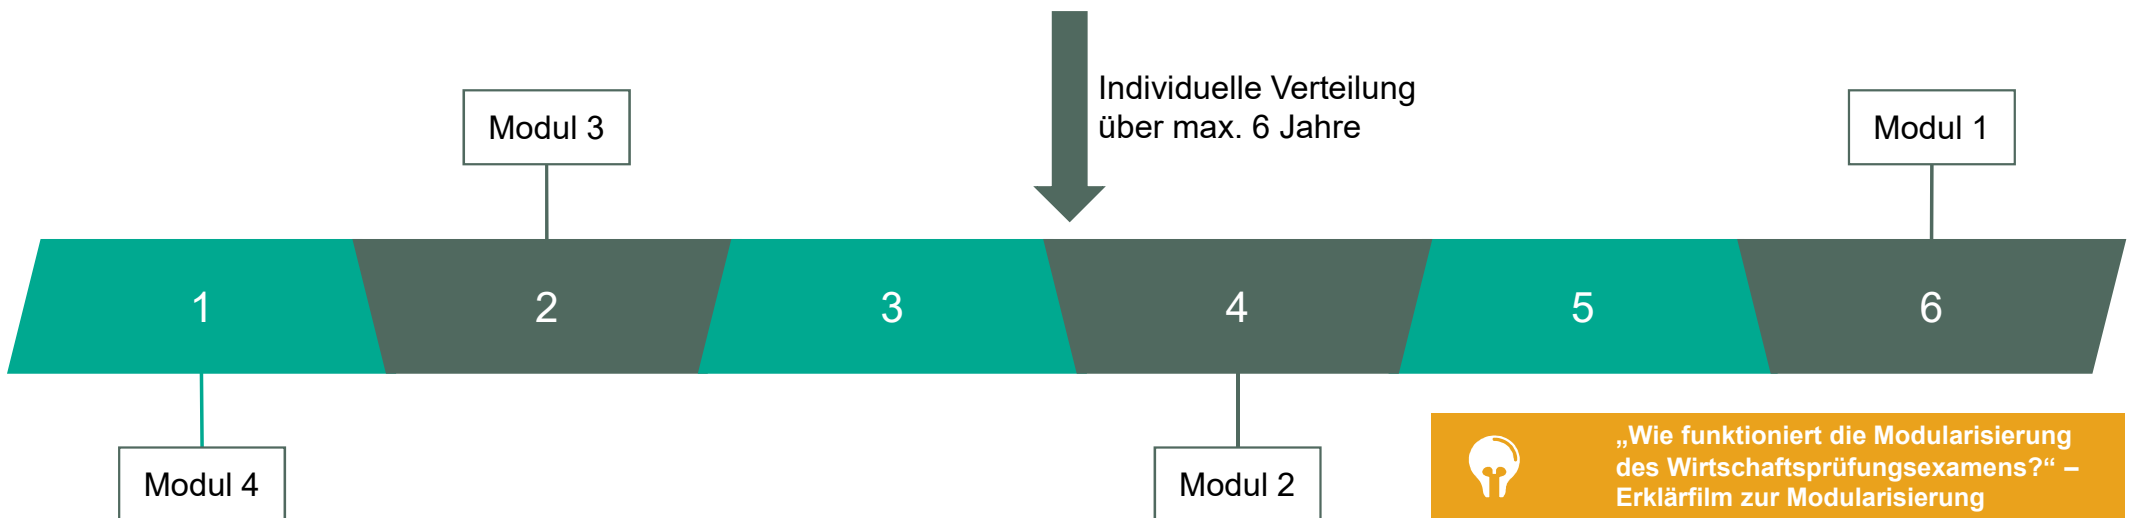 Individuelle Verteilung
über max. 6 Jahre
Modul 3
Modul 1
1
2
3
4
5
6
Modul 4
Modul 2
„Wie funktioniert die Modularisierung
des Wirtschaftsprüfungsexamens?“ –
Erklärfilm zur Modularisierung